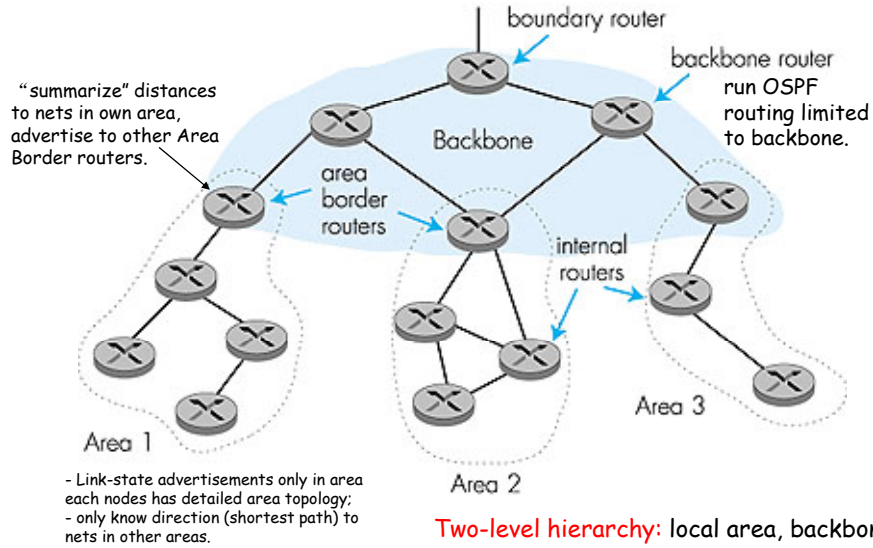 boundary router
backbone router
run OSPF
routing limited
to backbone.
“summarize” distances
to nets in own area,
advertise to other Area
Border routers.
Backbone
area
border
routers
internal
routers
Area 1
Area 2
Area 3
- Link-state advertisements only in area
each nodes has detailed area topology;
- only know direction (shortest path) to
nets in other areas.
Two-level hierarchy: local area, backbon